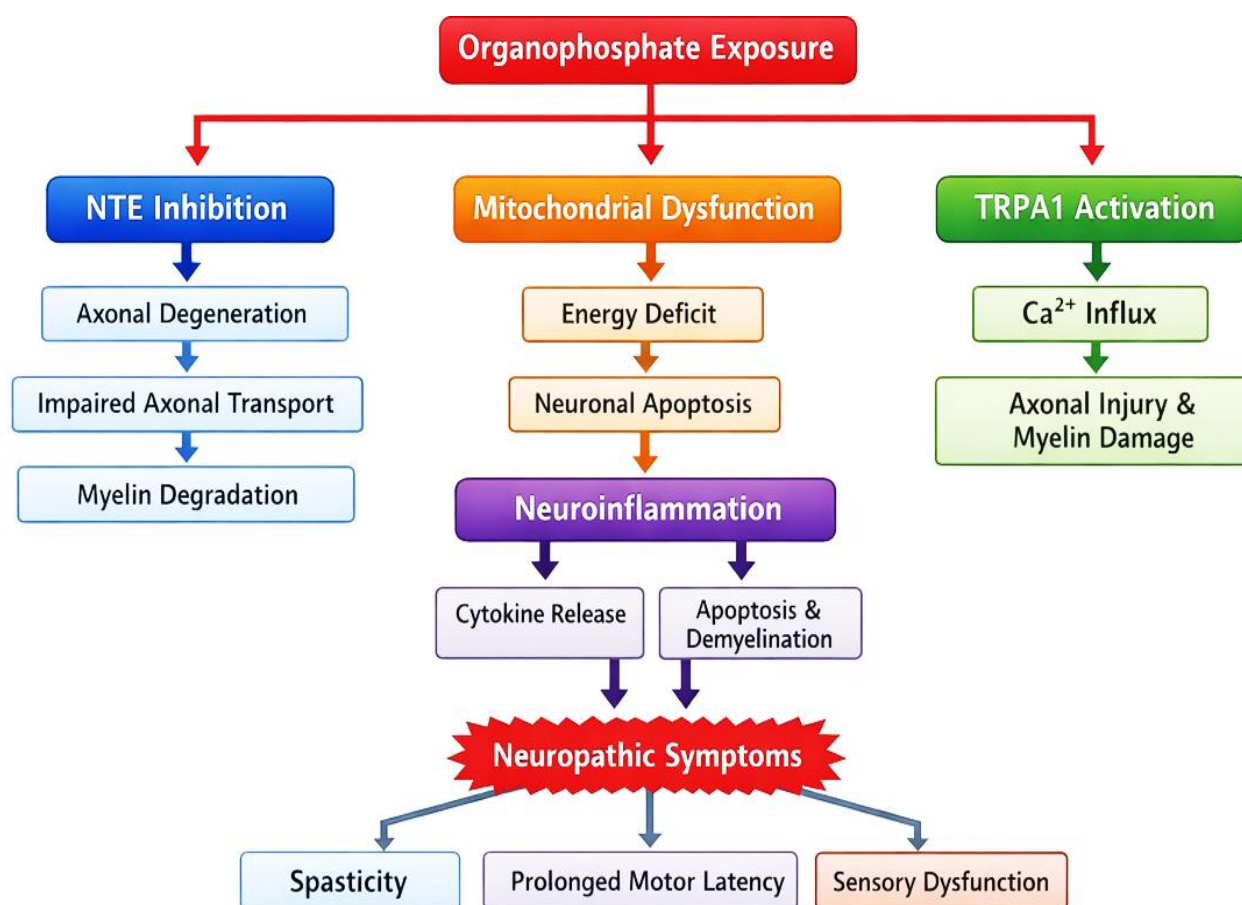 Organophosphate Exposure
NTE Inhibition
Mitochondrial Dysfunction
TRPA1 Activation
Axonal Degeneration
Energy Deficit
Ca²⁺ Influx
Impaired Axonal Transport
Neuronal Apoptosis
Axonal Injury &
Myelin Damage
Myelin Degradation
Neuroinflammation
Cytokine Release
Apoptosis &
Demyelination
Neuropathic Symptoms
Spasticity
Prolonged Motor Latency
Sensory Dysfunction